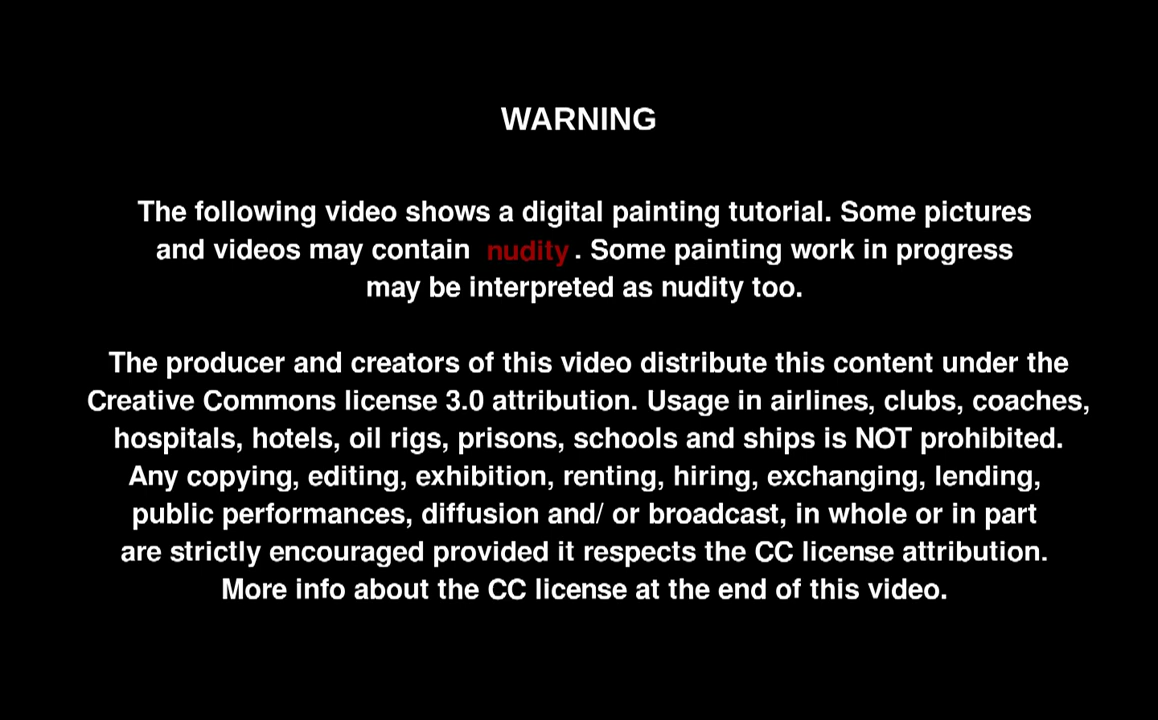 WARNING
The following video shows a digital painting tutorial. Some pictures
and videos may contain nudity. Some painting work in progress
may be interpreted as nudity too.
The producer and creators of this video distribute this content under the
Creative Commons license 3.0 attribution. Usage in airlines, clubs, coaches,
hospitals, hotels, oil rigs, prisons, schools and ships is NOT prohibited.
Any copying, editing, exhibition, renting, hiring, exchanging, lending,
public performances, diffusion and/ or broadcast, in whole or in part
are strictly encouraged provided it respects the CC license attribution.
More info about the CC license at the end of this video.